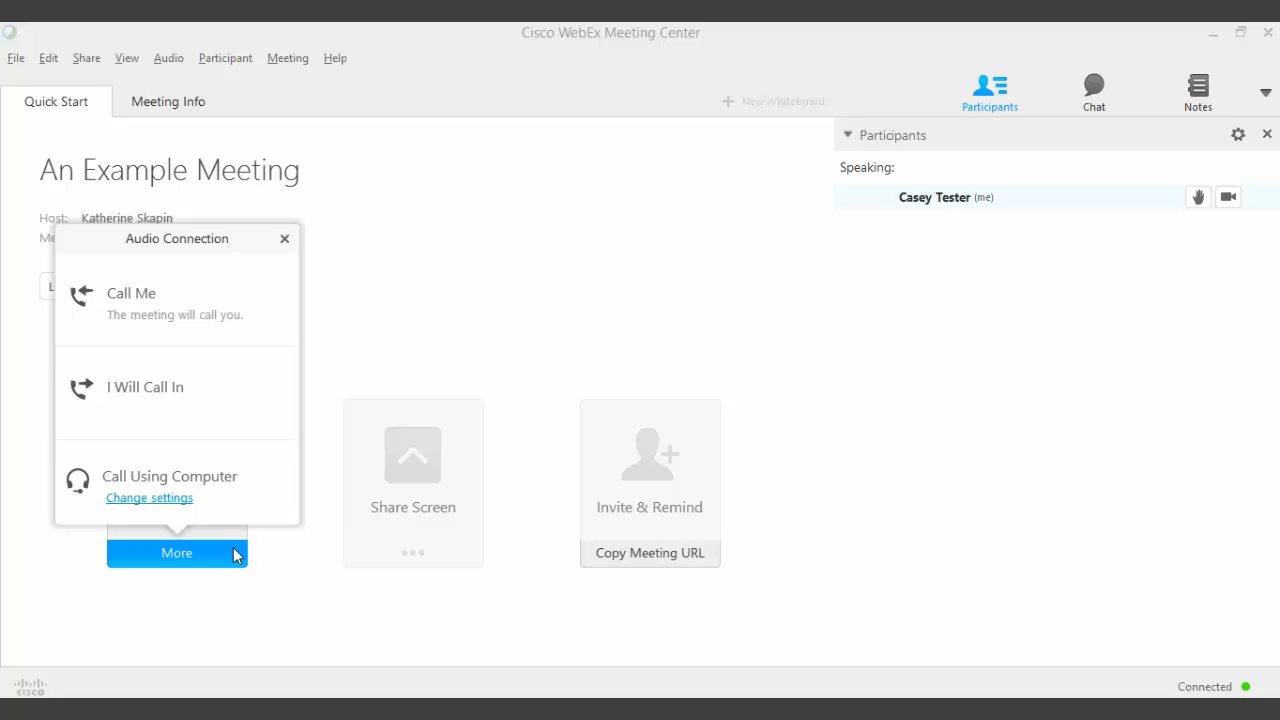 Cisco WebEx Meeting Center
File Edit Share View Audio Participant Meeting Help
Quick Start Meeting Info
New Whiteboard
Participants Chat Notes
Participants
Speaking:
Casey Tester (me)
An Example Meeting
Host: Katherine Skapin
Audio Connection
Call Me
The meeting will call you.
I Will Call In
Call Using Computer
Change settings
More
Share Screen
Invite & Remind
Copy Meeting URL
cisco
Connected